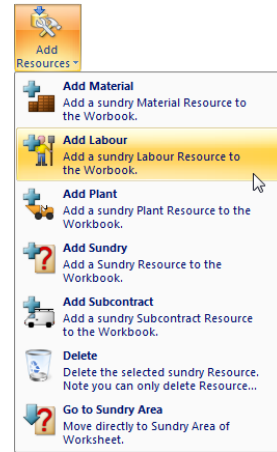 Add
Resources
Add Material
Add a sundry Material Resource to
the Worbook.
Add Labour
Add a sundry Labour Resource to
the Worbook.
Add Plant
Add a sundry Plant Resource to the
Workbook.
Add Sundry
Add a Sundry Resource to the
Workbook.
Add Subcontract
Add a sundry Subcontract Resource
to the Workbook.
Delete
Delete the selected sundry Resource.
Note you can only delete Resource...
Go to Sundry Area
Move directly to Sundry Area of
Worksheet.